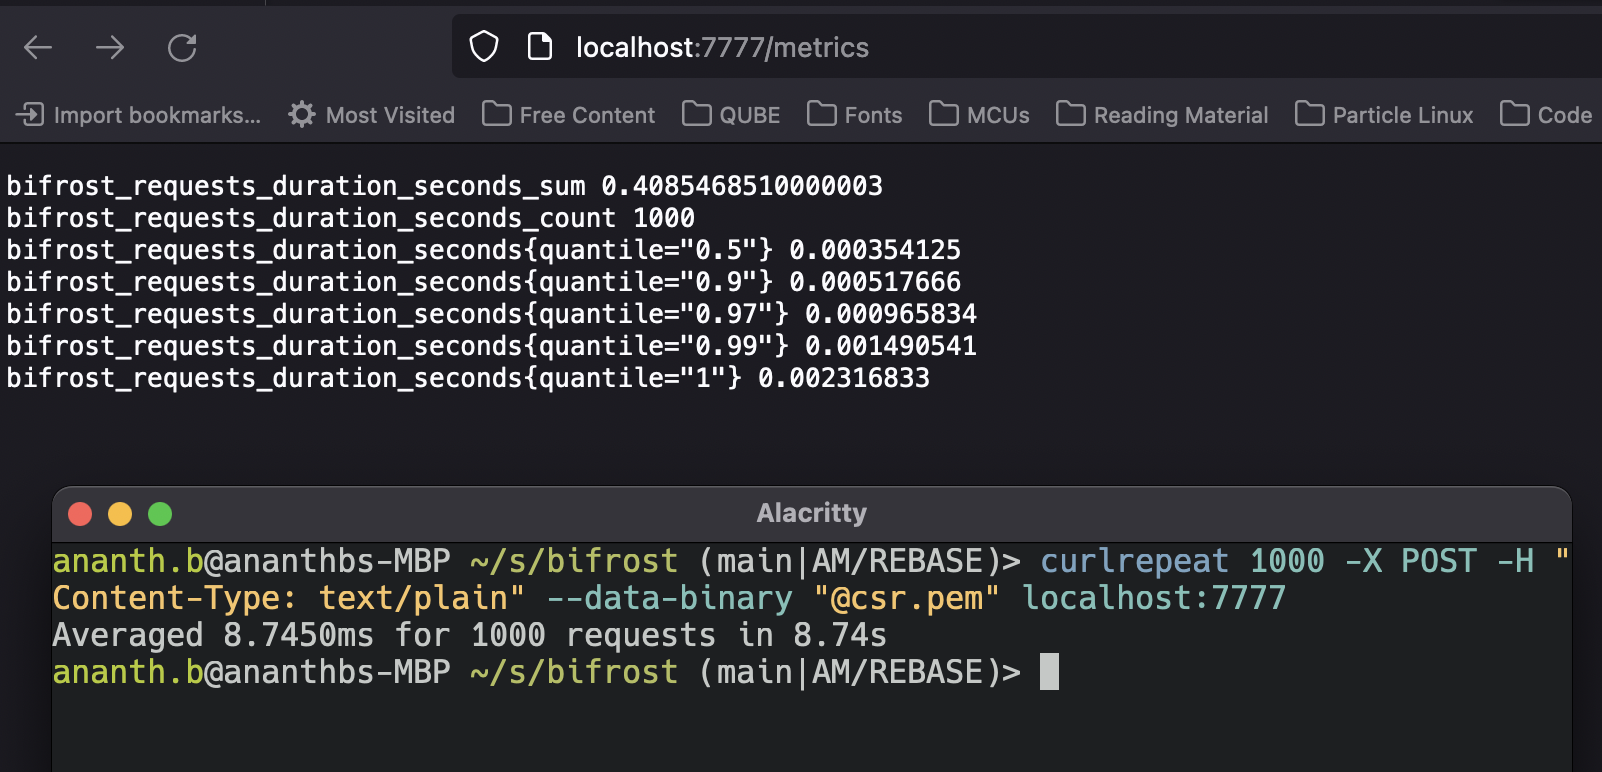 localhost:7777/metrics
Import bookmarks... Most Visited Free Content QUBE Fonts MCUs Reading Material Particle Linux Code
bifrost_requests_duration_seconds_sum 0.4085468510000003
bifrost_requests_duration_seconds_count 1000
bifrost_requests_duration_seconds{quantile="0.5"} 0.000354125
bifrost_requests_duration_seconds{quantile="0.9"} 0.000517666
bifrost_requests_duration_seconds{quantile="0.97"} 0.000965834
bifrost_requests_duration_seconds{quantile="0.99"} 0.001490541
bifrost_requests_duration_seconds{quantile="1"} 0.002316833
Alacritty
ananth.b@ananthbs-MBP ~/s/bifrost (main|AM/REBASE)> curlrepeat 1000 -X POST -H "
Content-Type: text/plain" --data-binary "@csr.pem" localhost:7777
Averaged 8.7450ms for 1000 requests in 8.74s
ananth.b@ananthbs-MBP ~/s/bifrost (main|AM/REBASE)>